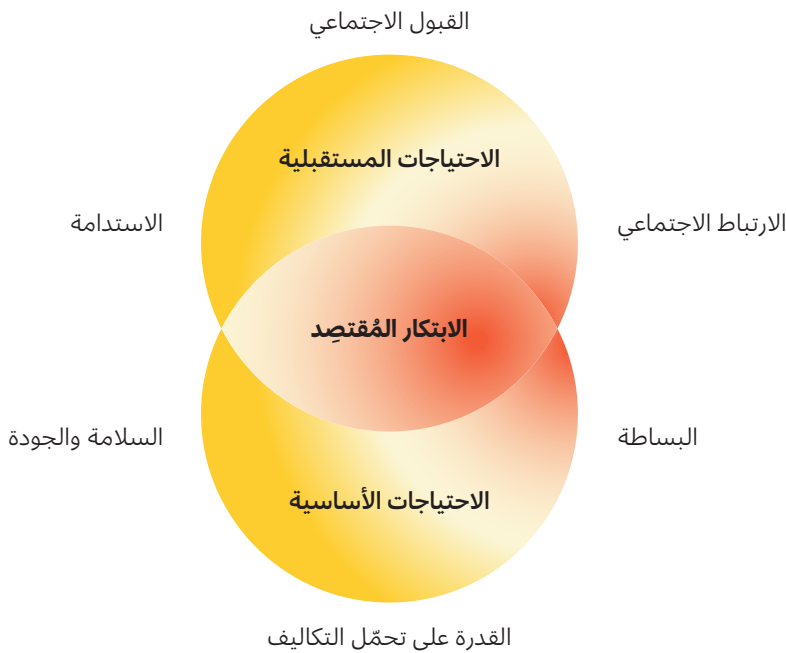 القبول الاجتماعي
الاحتياجات المستقبلية
الارتباط الاجتماعي
الاستدامة
الابتكار المُقتصِد
البساطة
السلامة والجودة
الاحتياجات الأساسية
القدرة على تحمّل التكاليف